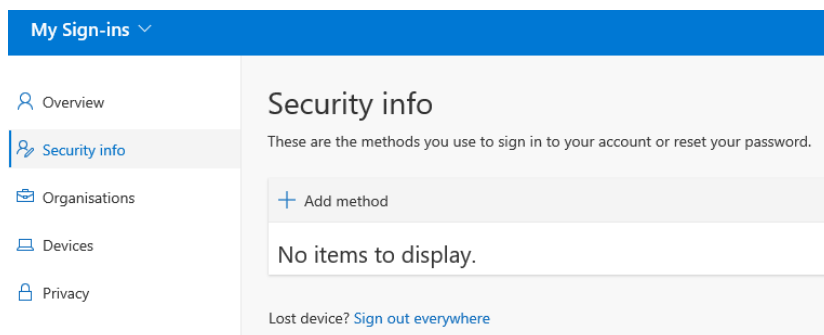 My Sign-ins
Overview
Security info
Organisations
Devices
Privacy
Security info
These are the methods you use to sign in to your account or reset your password.
Add method
No items to display.
Lost device? Sign out everywhere